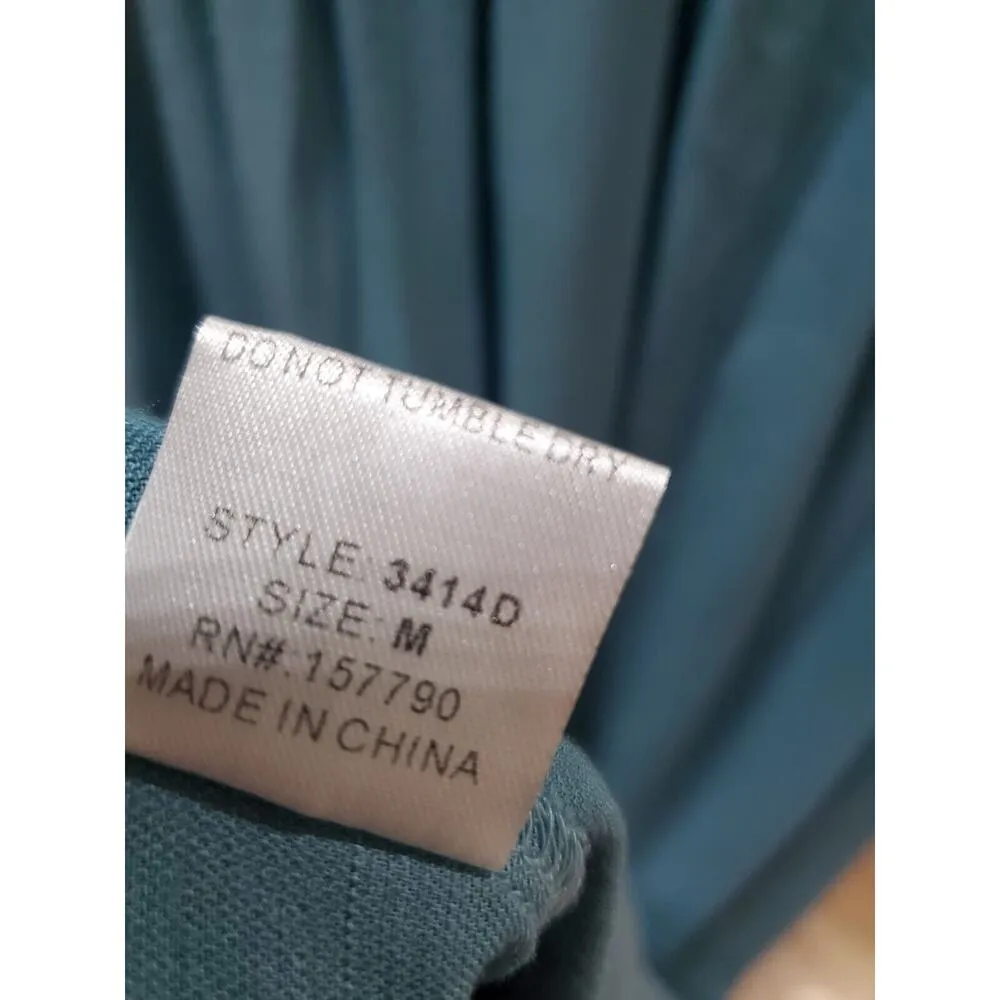 DO NOT TUMBLE DRY
STYLE: 3414D
SIZE: M
RN#: 157790
MADE IN CHINA